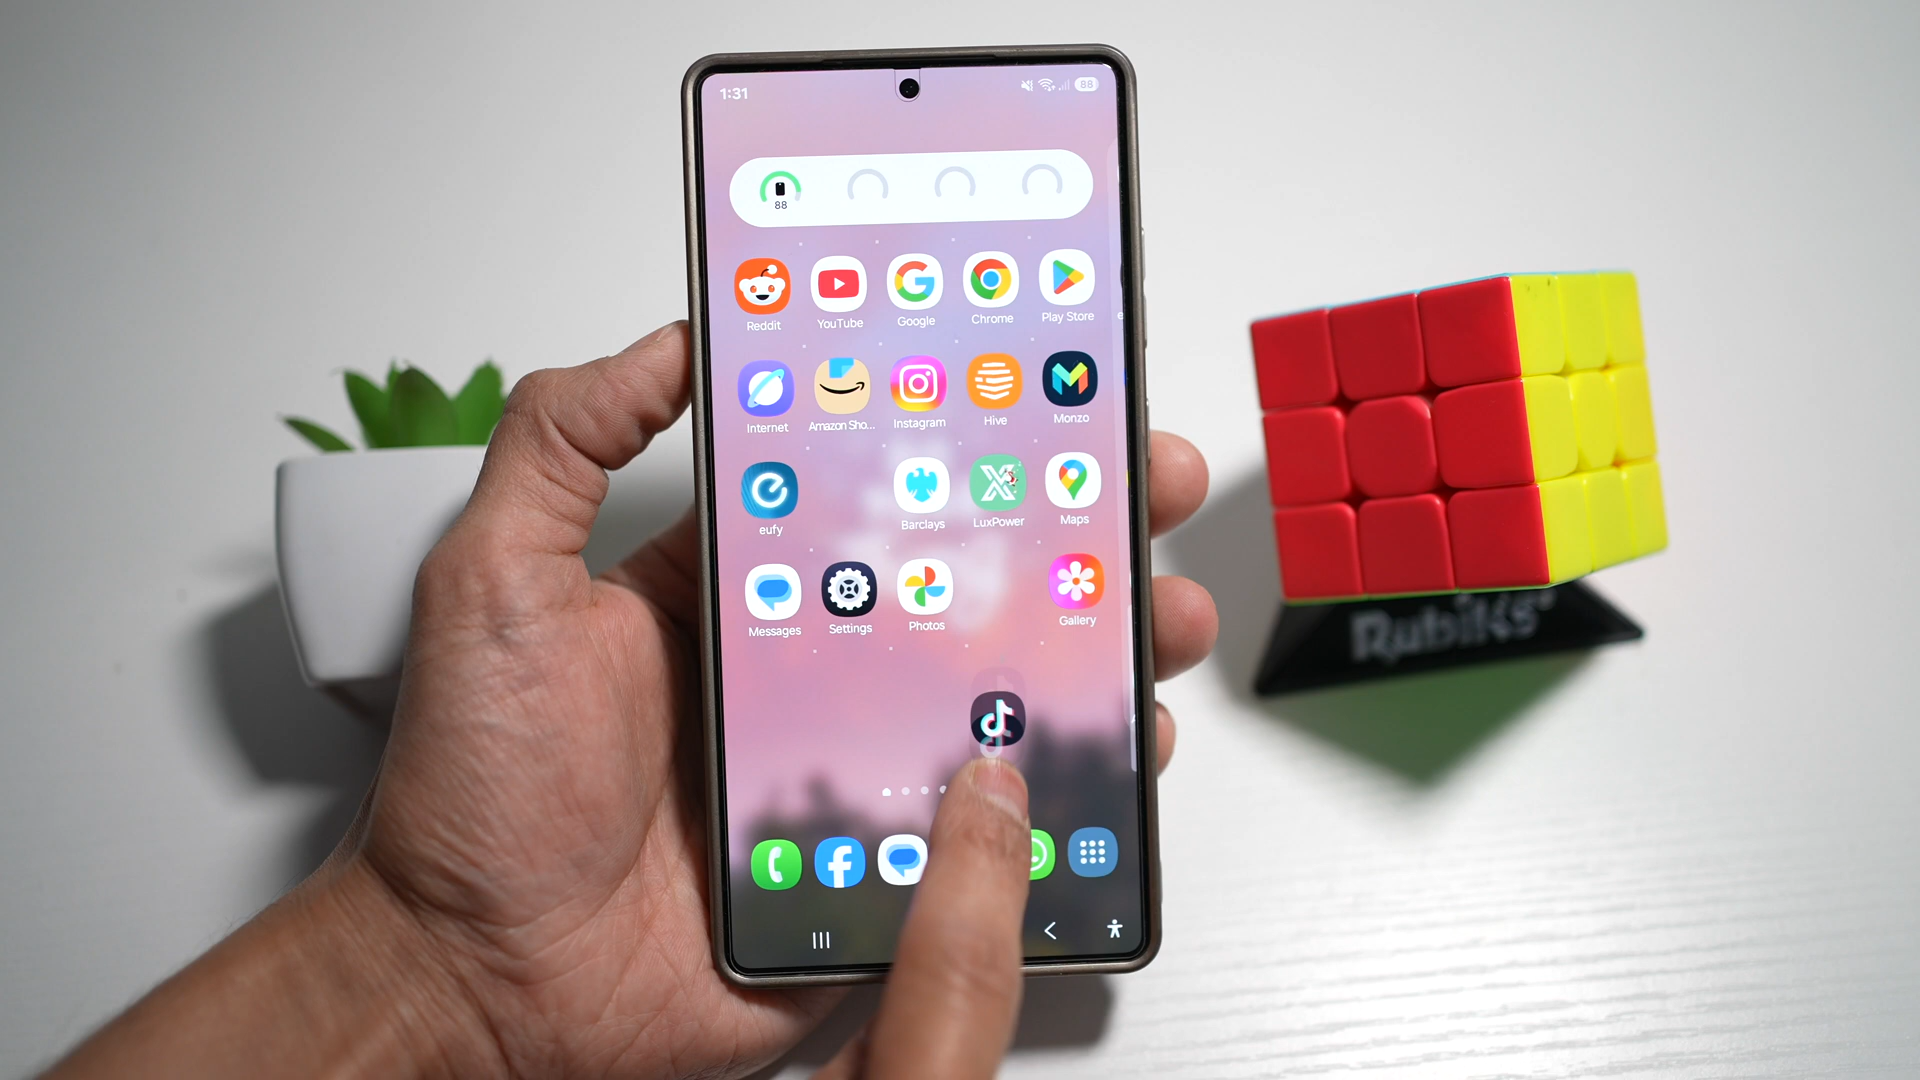 1:31 88
88
Reddit YouTube Google Chrome Play Store
Internet Amazon Sho... Instagram Hive Monzo
eufy Barclays LuxPower Maps
Messages Settings Photos Gallery
Rubik's